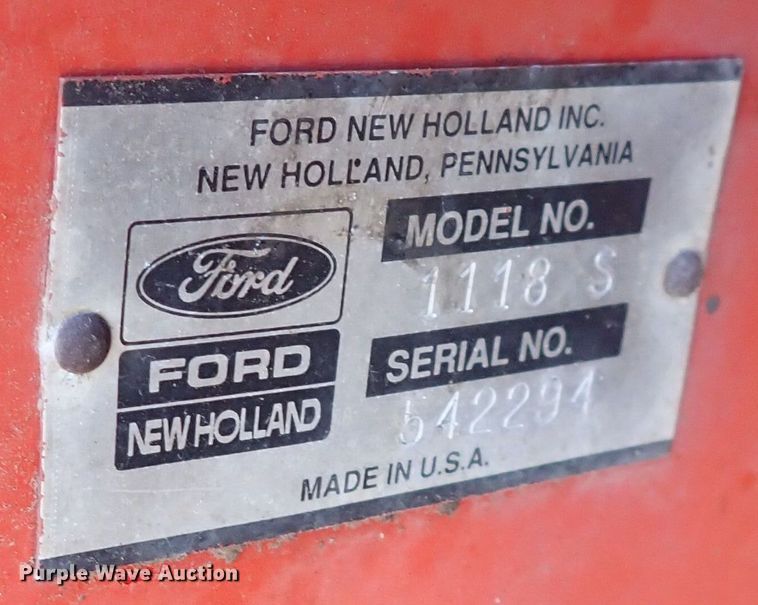 FORD NEW HOLLAND INC.
NEW HOLLAND, PENNSYLVANIA
Ford
FORD
NEW HOLLAND
MODEL NO.
1118 S
SERIAL NO.
542294
MADE IN U.S.A.
Purple Wave Auction